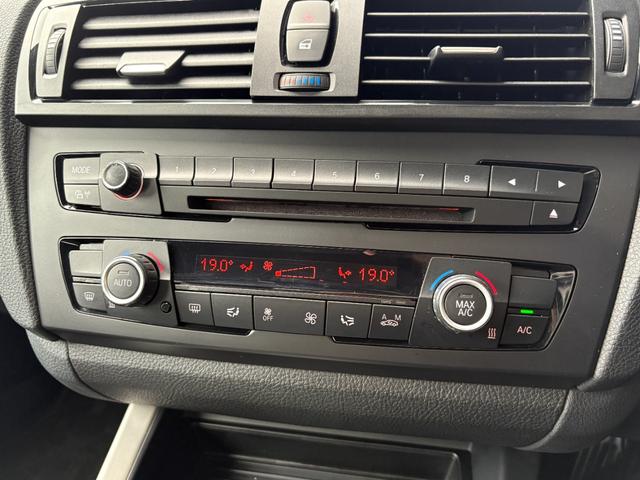 MODE 1 2 3 4 5 6 7 8
19.0° 19.0°
AUTO
MAX
A/C
OFF
A M
A/C